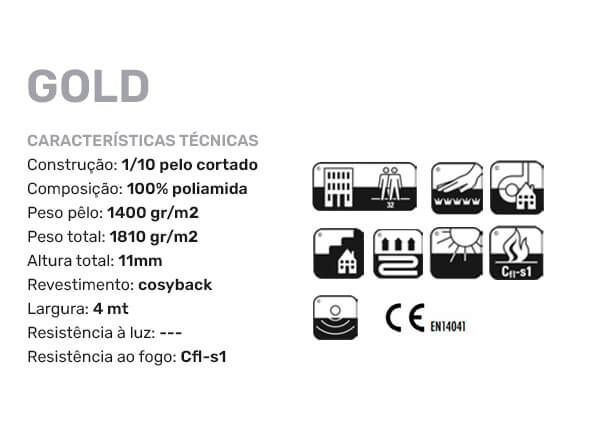 GOLD
CARACTERÍSTICAS TÉCNICAS
Construção: 1/10 pelo cortado
Composição: 100% poliamida
Peso pêlo: 1400 gr/m2
Peso total: 1810 gr/m2
Altura total: 11mm
Revestimento: cosyback
Largura: 4 mt
Resistência à luz: ---
Resistência ao fogo: Cfl-s1
32
Cfl-s1
CE EN14041